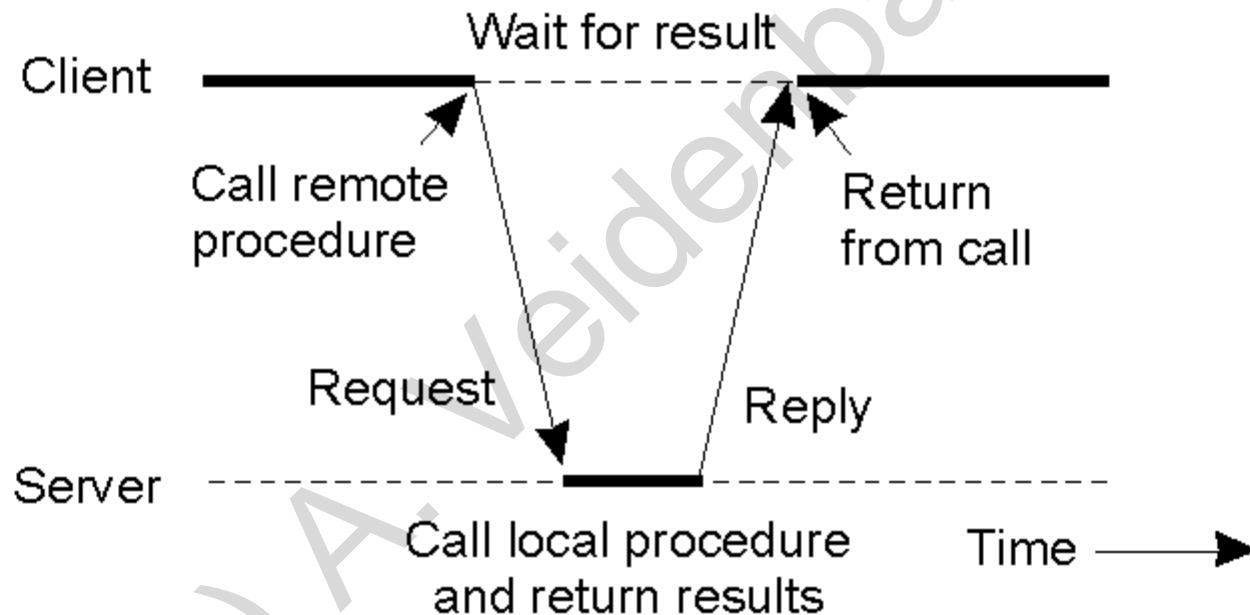 Wait for result
Client
Call remote
procedure
Return
from call
Request
Reply
Server
Call local procedure
and return results
Time
A. Veidenba